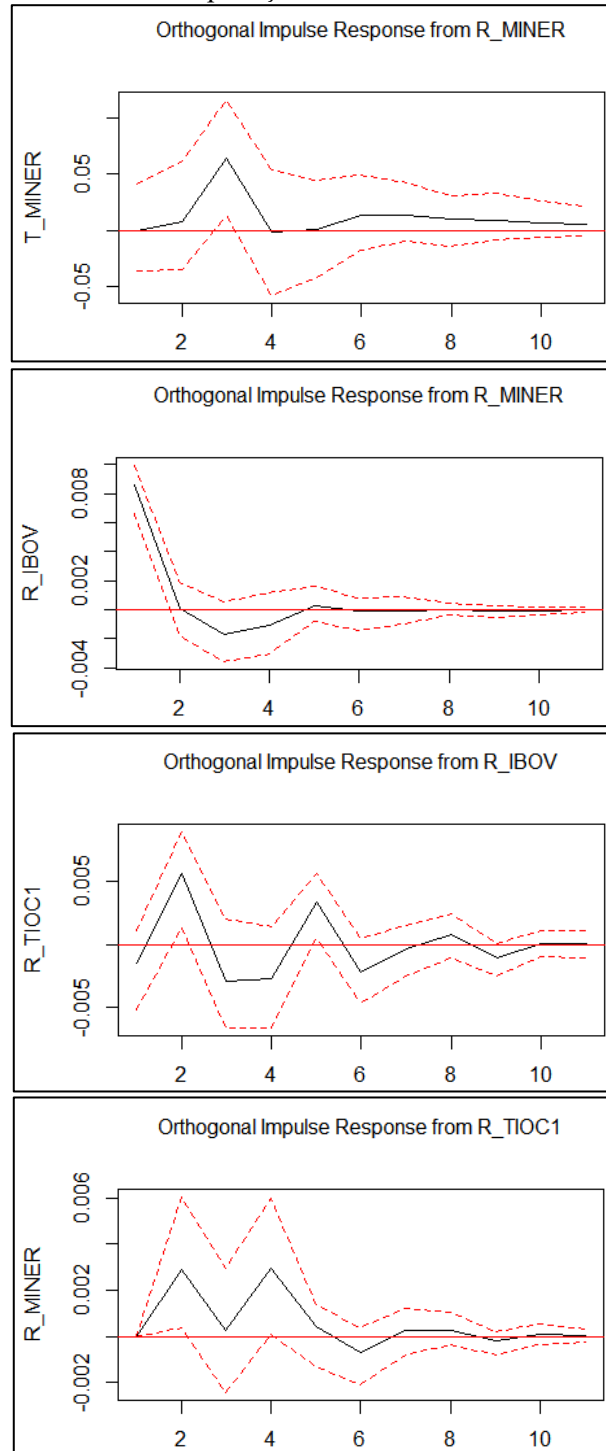 Orthogonal Impulse Response from R_MINER
T_MINER
0.05
-0.05
2 4 6 8 10
Orthogonal Impulse Response from R_MINER
R_IBOV
0.008
0.002
-0.004
2 4 6 8 10
Orthogonal Impulse Response from R_IBOV
R_TIOC1
0.005
-0.005
2 4 6 8 10
Orthogonal Impulse Response from R_TIOC1
R_MINER
0.006
0.002
-0.002
2 4 6 8 10